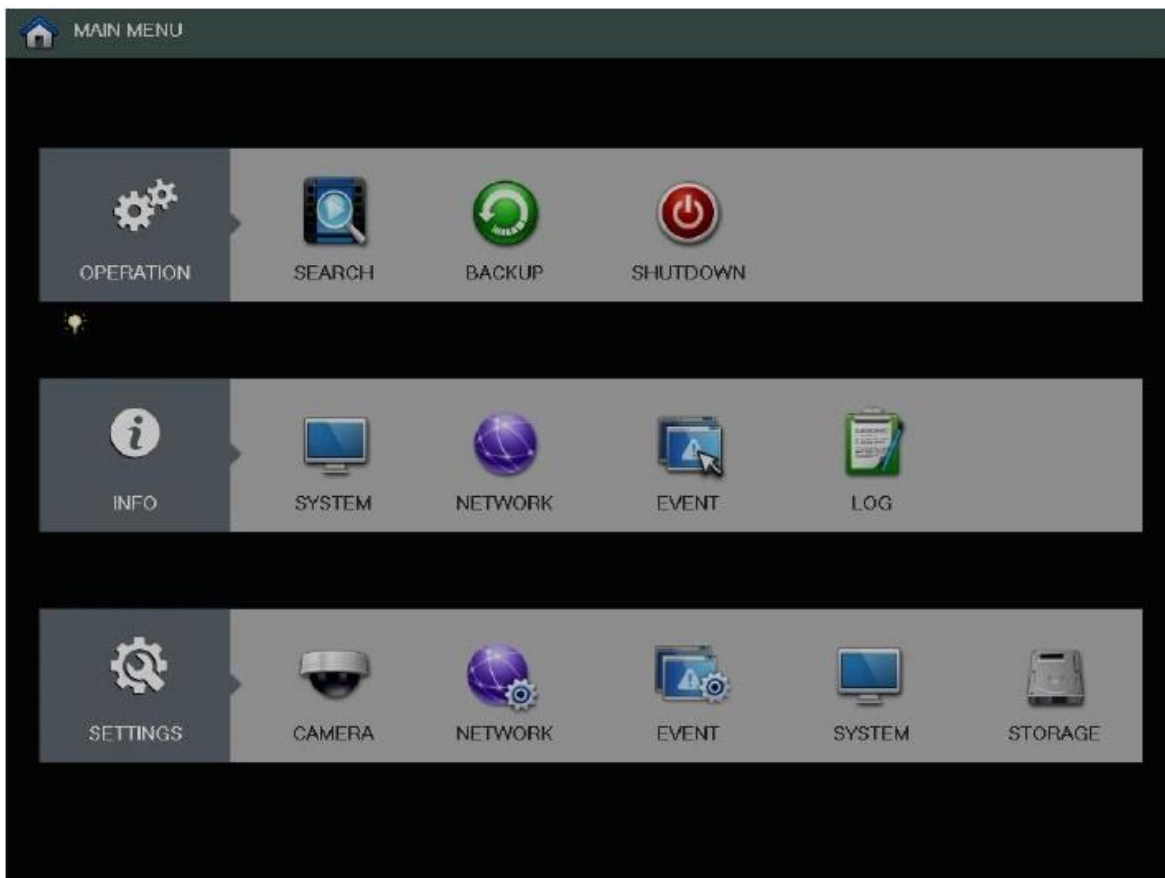 MAIN MENU
OPERATION SEARCH BACKUP SHUTDOWN
INFO SYSTEM NETWORK EVENT LOG
SETTINGS CAMERA NETWORK EVENT SYSTEM STORAGE